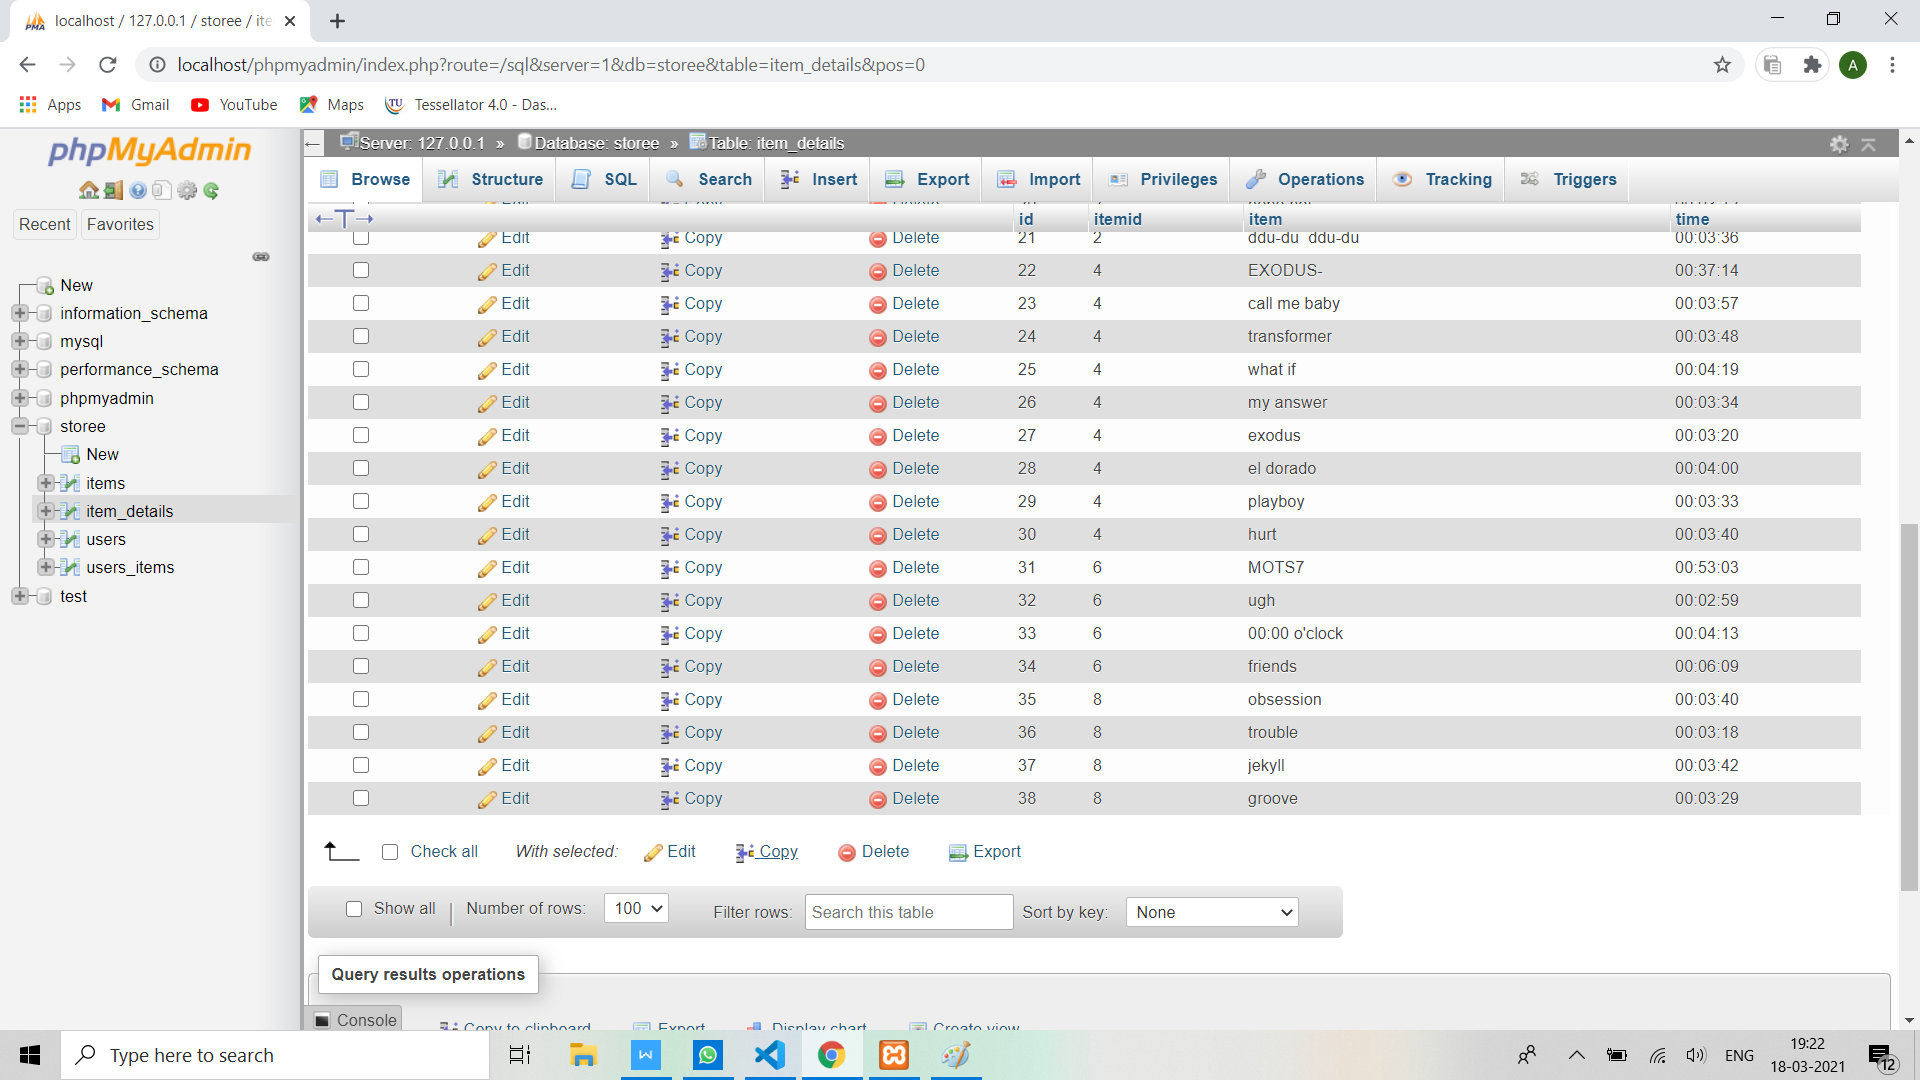 localhost / 127.0.0.1 / storee / ite
localhost/phpmyadmin/index.php?route=/sql&server=1&db=storee&table=item_details&pos=0
A
Apps Gmail YouTube Maps Tessellator 4.0 - Das...
phpMyAdmin
Recent Favorites
New
information_schema
mysql
performance_schema
phpmyadmin
storee
New
items
item_details
users
users_items
test
Server: 127.0.0.1 » Database: storee » Table: item_details
Browse Structure SQL Search Insert Export Import Privileges Operations Tracking Triggers
id itemid item time
Edit Copy Delete 21 2 ddu-du ddu-du 00:03:36
Edit Copy Delete 22 4 EXODUS- 00:37:14
Edit Copy Delete 23 4 call me baby 00:03:57
Edit Copy Delete 24 4 transformer 00:03:48
Edit Copy Delete 25 4 what if 00:04:19
Edit Copy Delete 26 4 my answer 00:03:34
Edit Copy Delete 27 4 exodus 00:03:20
Edit Copy Delete 28 4 el dorado 00:04:00
Edit Copy Delete 29 4 playboy 00:03:33
Edit Copy Delete 30 4 hurt 00:03:40
Edit Copy Delete 31 6 MOTS7 00:53:03
Edit Copy Delete 32 6 ugh 00:02:59
Edit Copy Delete 33 6 00:00 o'clock 00:04:13
Edit Copy Delete 34 6 friends 00:06:09
Edit Copy Delete 35 8 obsession 00:03:40
Edit Copy Delete 36 8 trouble 00:03:18
Edit Copy Delete 37 8 jekyll 00:03:42
Edit Copy Delete 38 8 groove 00:03:29
Check all With selected: Edit Copy Delete Export
Show all Number of rows: 100 Filter rows: Search this table Sort by key: None
Query results operations
Console Copy to clipboard Export Display chart Create view
Type here to search
ENG
19:22
18-03-2021
12